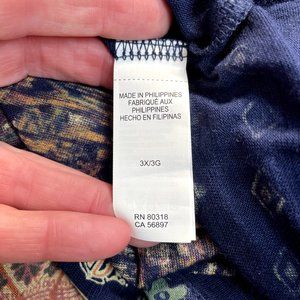 MADE IN PHILIPPINES
FABRIQUÉ AUX
PHILIPPINES
HECHO EN FILIPINAS
3X/3G
RN 80318
CA 56897